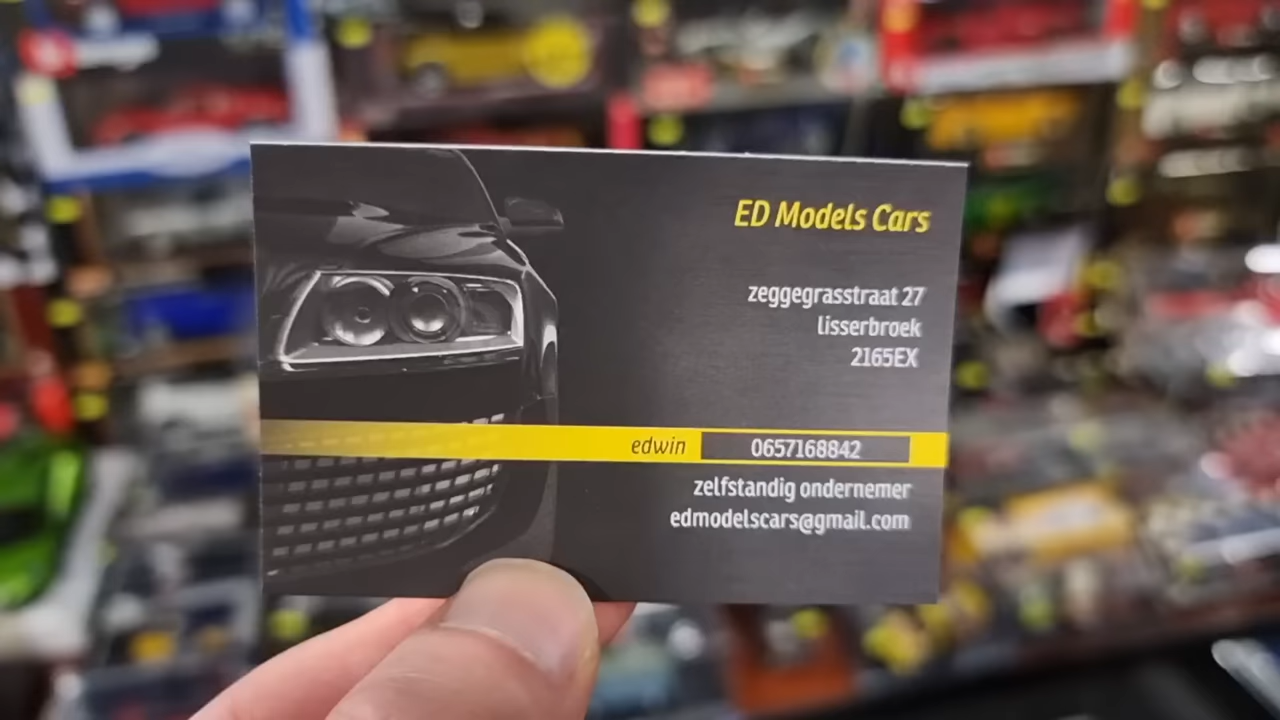 ED Models Cars
zeggegrasstraat 27
lisserbroek
2165EX
edwin 0657168842
zelfstandig ondernemer
edmodelscars@gmail.com